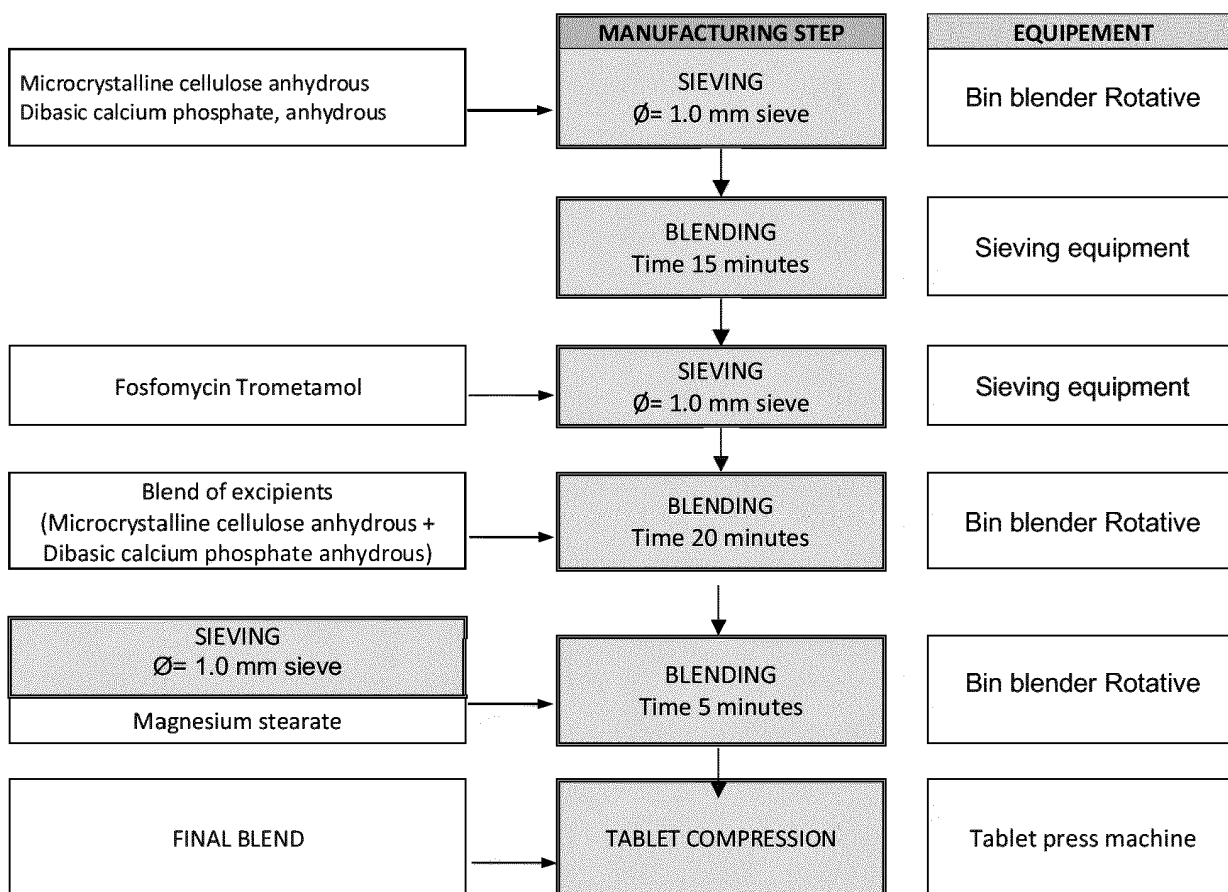 MANUFACTURING STEP
EQUIPEMENT
Microcrystalline cellulose anhydrous
Dibasic calcium phosphate, anhydrous
SIEVING
Ø= 1.0 mm sieve
Bin blender Rotative
BLENDING
Time 15 minutes
Sieving equipment
Fosfomycin Trometamol
SIEVING
Ø= 1.0 mm sieve
Sieving equipment
Blend of excipients
(Microcrystalline cellulose anhydrous +
Dibasic calcium phosphate anhydrous)
BLENDING
Time 20 minutes
Bin blender Rotative
SIEVING
Ø= 1.0 mm sieve
Magnesium stearate
BLENDING
Time 5 minutes
Bin blender Rotative
FINAL BLEND
TABLET COMPRESSION
Tablet press machine